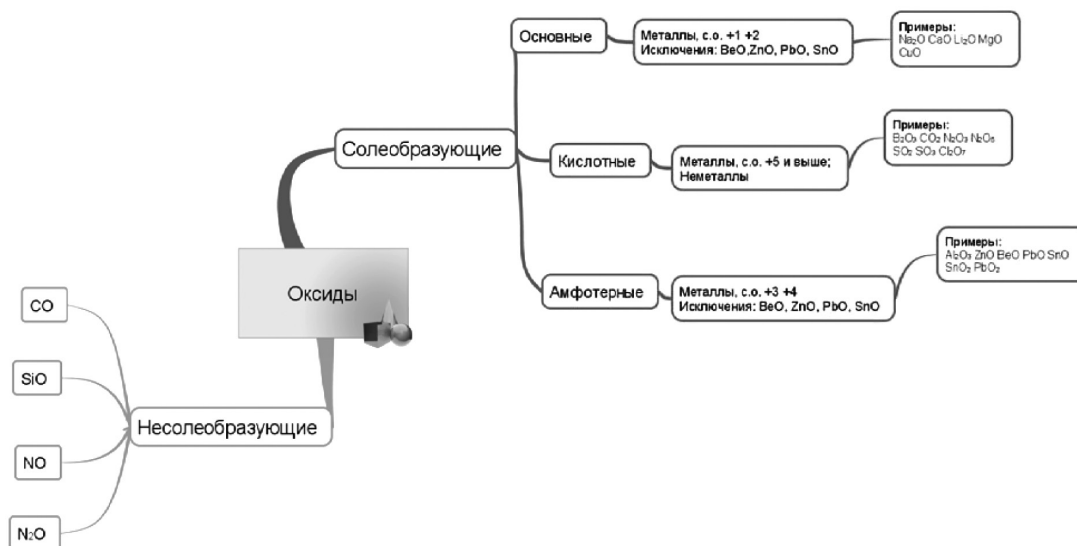 Оксиды
Солеобразующие
Основные
Металлы, с.о. +1 +2
Исключения: BeO,ZnO, PbO, SnO
Примеры:
Na₂O CaO Li₂O MgO
CuO
Кислотные
Металлы, с.о. +5 и выше;
Неметаллы
Примеры:
B₂O₃ CO₂ N₂O₃ N₂O₅
SO₂ SO₃ Cl₂O₇
Амфотерные
Металлы, с.о. +3 +4
Исключения: BeO, ZnO, PbO, SnO
Примеры:
Al₂O₃ ZnO BeO PbO SnO
SnO₂ PbO₂
Несолеобразующие
CO
SiO
NO
N₂O